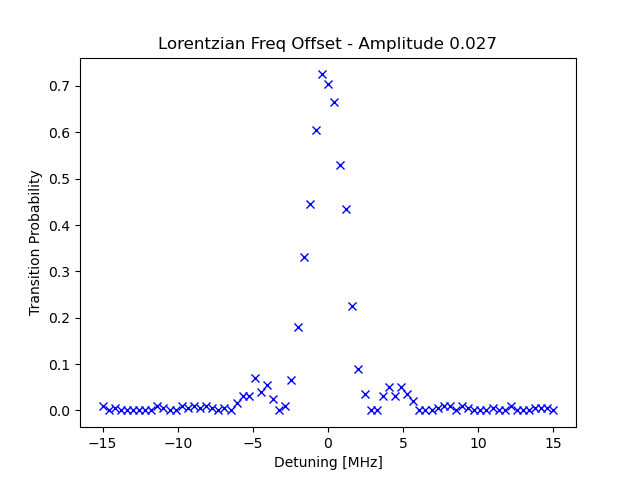 Lorentzian Freq Offset - Amplitude 0.027
Transition Probability
0.7
0.6
0.5
0.4
0.3
0.2
0.1
0.0
−15 −10 −5 0 5 10 15
Detuning [MHz]